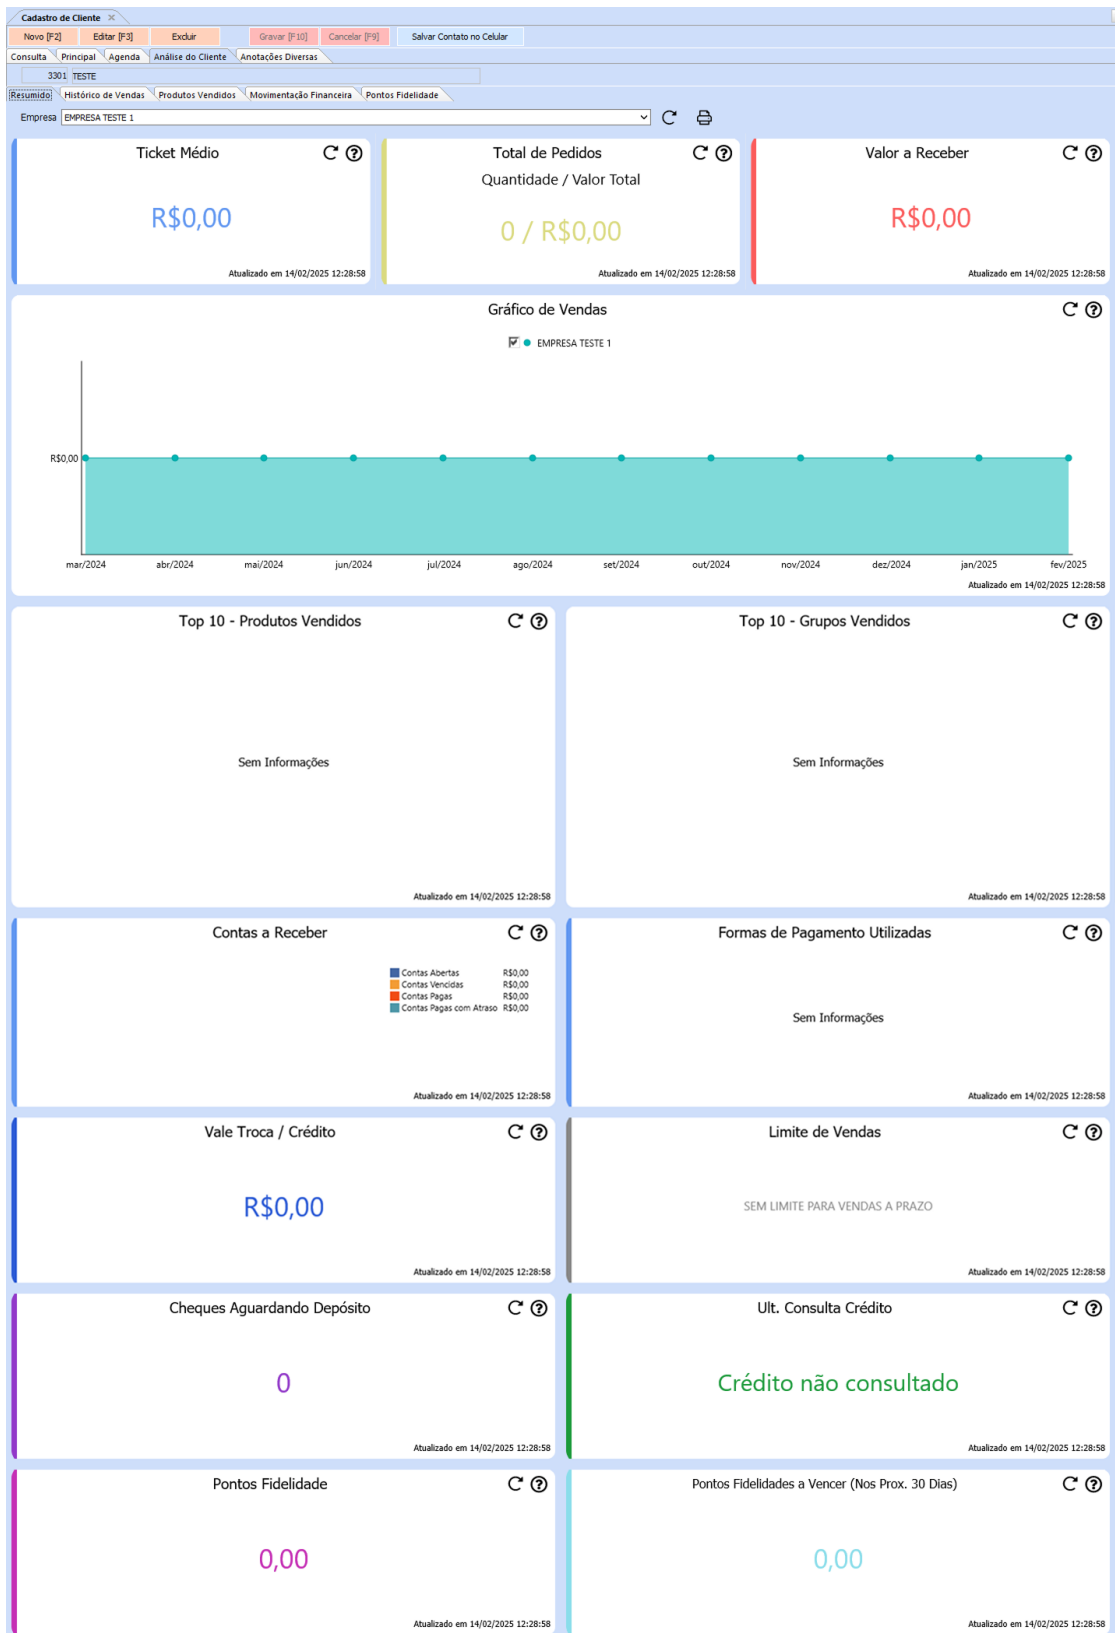 Cadastro de Cliente ×
Novo [F2] Editar [F3] Excluir Gravar [F10] Cancelar [F9] Salvar Contato no Celular
Consulta Principal Agenda Análise do Cliente Anotações Diversas
3301 TESTE
Resumido Histórico de Vendas Produtos Vendidos Movimentação Financeira Pontos Fidelidade
Empresa EMPRESA TESTE 1
Ticket Médio
R$0,00
Atualizado em 14/02/2025 12:28:58
Total de Pedidos
Quantidade / Valor Total
0 / R$0,00
Atualizado em 14/02/2025 12:28:58
Valor a Receber
R$0,00
Atualizado em 14/02/2025 12:28:58
Gráfico de Vendas
EMPRESA TESTE 1
R$0,00
mar/2024 abr/2024 mai/2024 jun/2024 jul/2024 ago/2024 set/2024 out/2024 nov/2024 dez/2024 jan/2025 fev/2025
Atualizado em 14/02/2025 12:28:58
Top 10 - Produtos Vendidos
Sem Informações
Atualizado em 14/02/2025 12:28:58
Top 10 - Grupos Vendidos
Sem Informações
Atualizado em 14/02/2025 12:28:58
Contas a Receber
Contas Abertas R$0,00
Contas Vencidas R$0,00
Contas Pagas R$0,00
Contas Pagas com Atraso R$0,00
Atualizado em 14/02/2025 12:28:58
Formas de Pagamento Utilizadas
Sem Informações
Atualizado em 14/02/2025 12:28:58
Vale Troca / Crédito
R$0,00
Atualizado em 14/02/2025 12:28:58
Limite de Vendas
SEM LIMITE PARA VENDAS A PRAZO
Atualizado em 14/02/2025 12:28:58
Cheques Aguardando Depósito
0
Atualizado em 14/02/2025 12:28:58
Ult. Consulta Crédito
Crédito não consultado
Atualizado em 14/02/2025 12:28:58
Pontos Fidelidade
0,00
Atualizado em 14/02/2025 12:28:58
Pontos Fidelidades a Vencer (Nos Prox. 30 Dias)
0,00
Atualizado em 14/02/2025 12:28:58